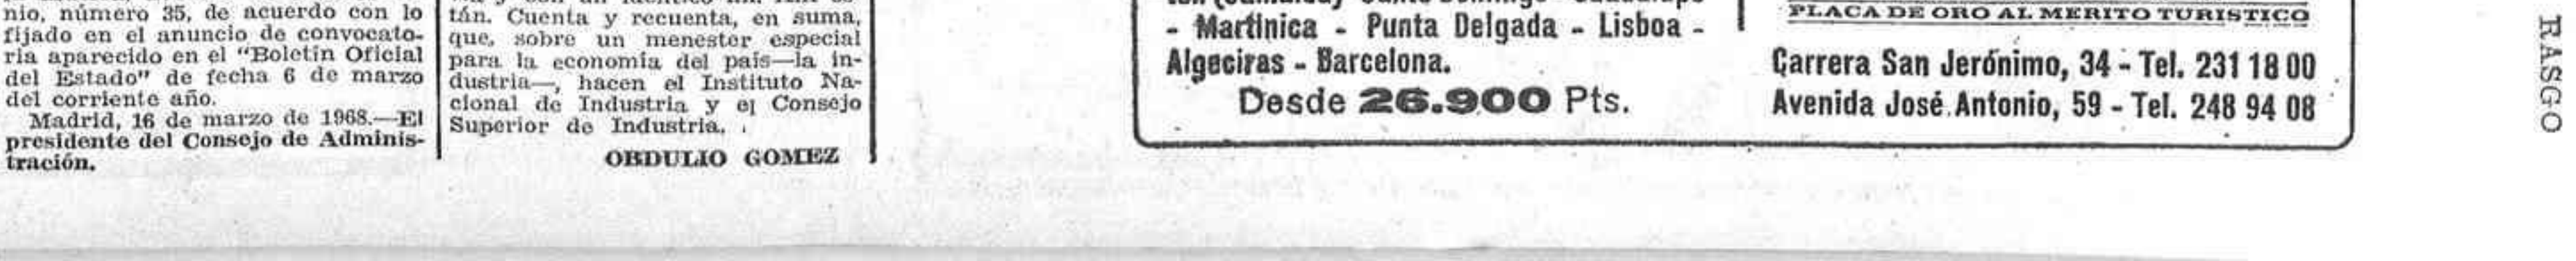 nio, número 35, de acuerdo con lo
fijado en el anuncio de convocato-
ria aparecido en el "Boletín Oficial
del Estado" de fecha 6 de marzo
del corriente año.
Madrid, 16 de marzo de 1968.—El
presidente del Consejo de Adminis-
tración.
tán. Cuenta y recuenta, en suma,
que, sobre un menester especial
para la economía del país—la in-
dustria—, hacen el Instituto Na-
cional de Industria y el Consejo
Superior de Industria.
OBDULIO GOMEZ
- Martinica - Punta Delgada - Lisboa -
Algeciras - Barcelona.
Desde 26.900 Pts.
PLACA DE ORO AL MERITO TURISTICO
Carrera San Jerónimo, 34 - Tel. 231 18 00
Avenida José Antonio, 59 - Tel. 248 94 08
RASGO